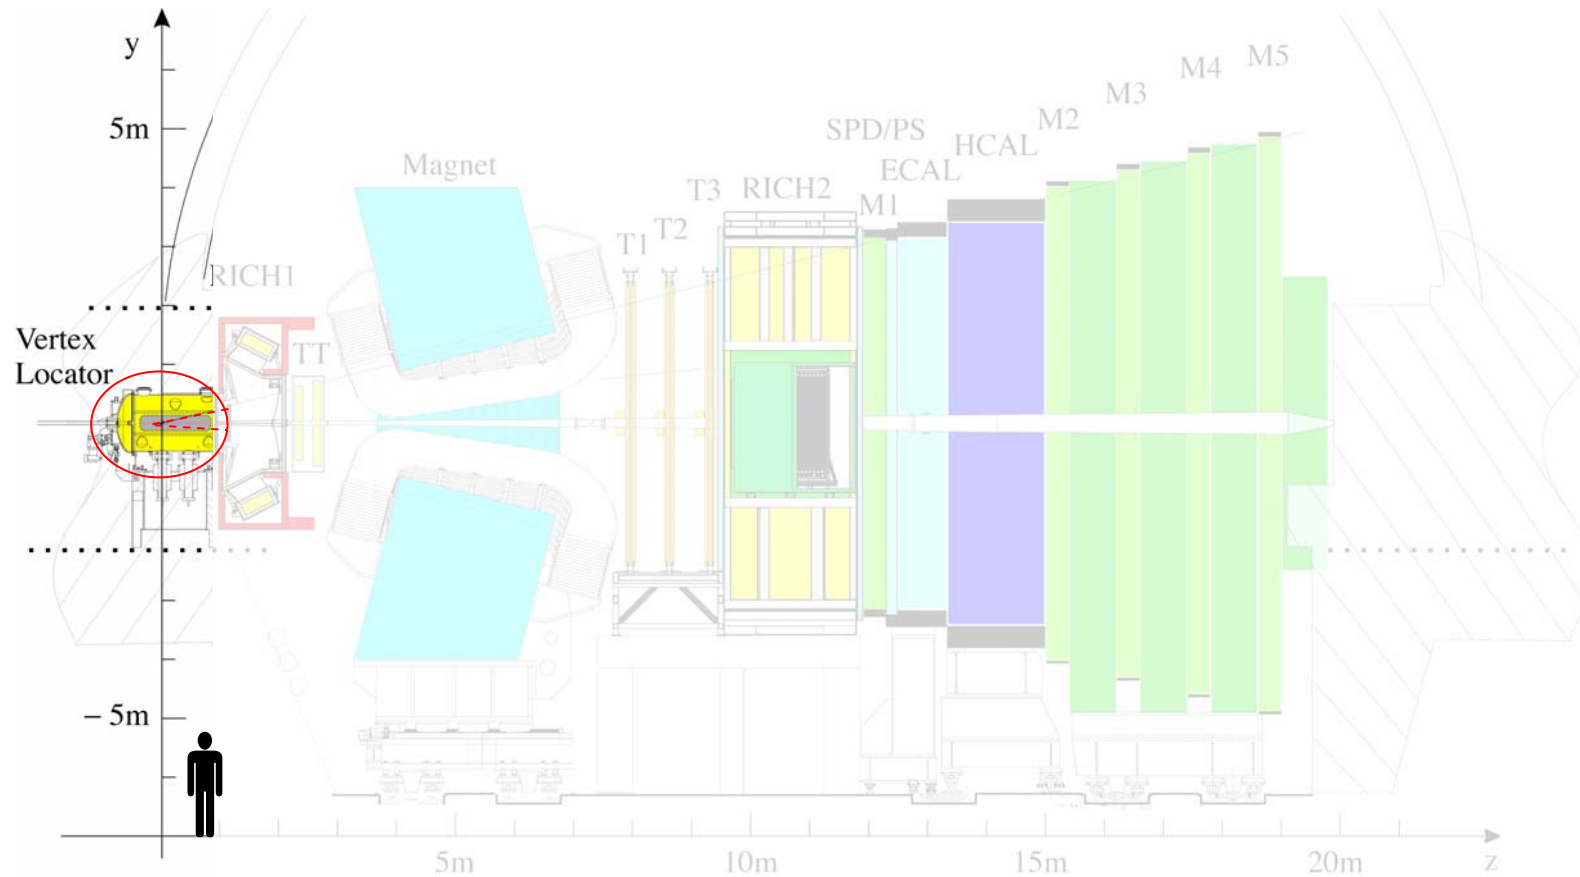 y
5m
Magnet
SPD/PS
ECAL
HCAL
M1
M2
M3
M4
M5
T1
T2
T3
RICH2
RICH1
TT
Vertex
Locator
– 5m
5m
10m
15m
20m
z